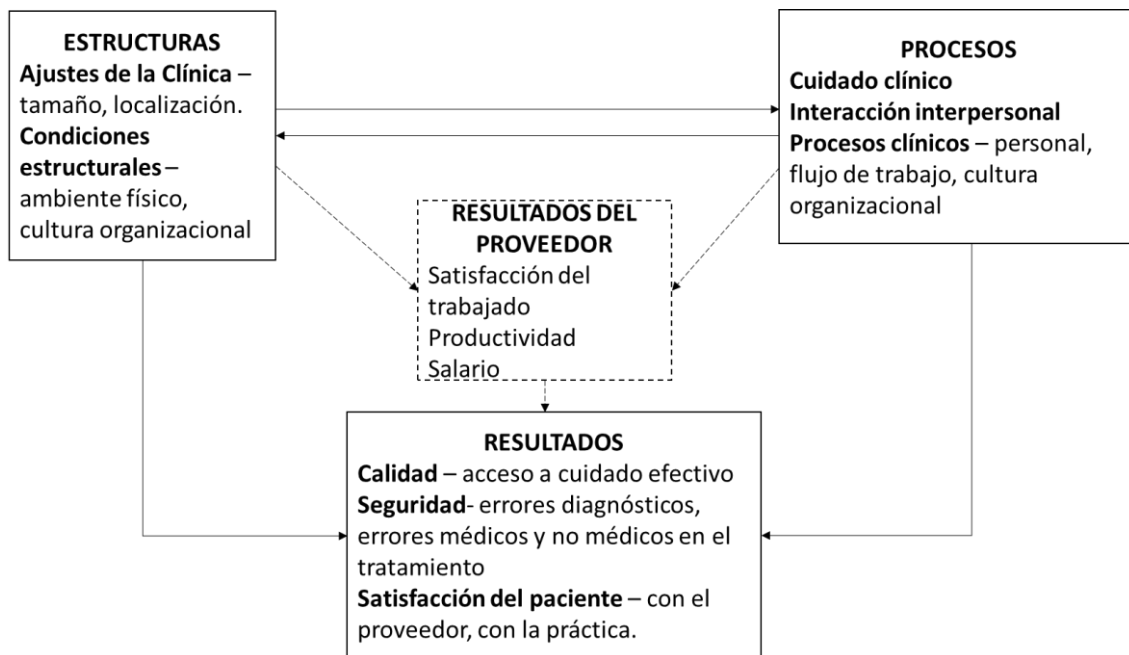 ESTRUCTURAS
Ajustes de la Clínica –
tamaño, localización.
Condiciones
estructurales –
ambiente físico,
cultura organizacional
PROCESOS
Cuidado clínico
Interacción interpersonal
Procesos clínicos – personal,
flujo de trabajo, cultura
organizacional
RESULTADOS DEL
PROVEEDOR
Satisfacción del
trabajado
Productividad
Salario
RESULTADOS
Calidad – acceso a cuidado efectivo
Seguridad- errores diagnósticos,
errores médicos y no médicos en el
tratamiento
Satisfacción del paciente – con el
proveedor, con la práctica.